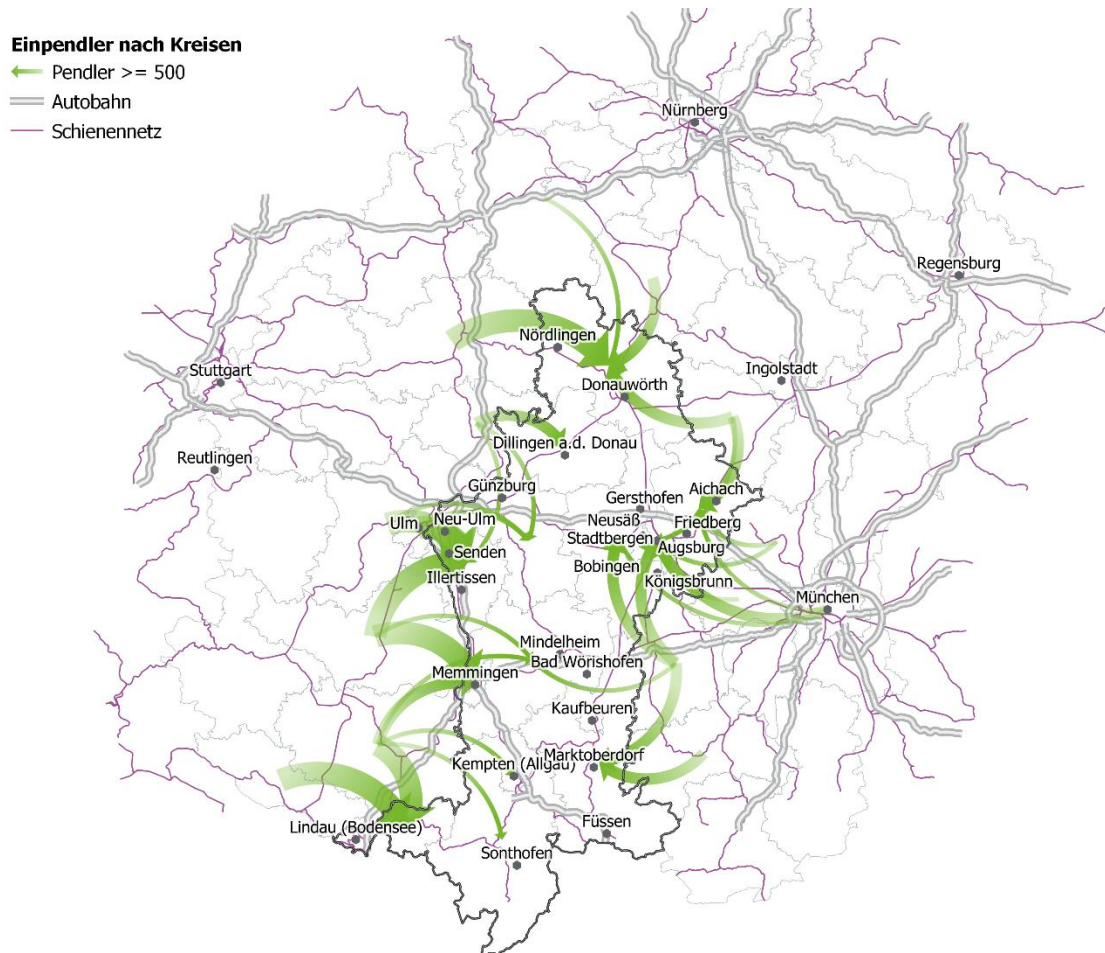 Einpendler nach Kreisen
Pendler >= 500
Autobahn
Schienennetz
Nürnberg
Regensburg
Nördlingen
Stuttgart
Ingolstadt
Donauwörth
Dillingen a.d. Donau
Reutlingen
Günzburg
Aichach
Gersthofen
Ulm
Neu-Ulm
Neusäß
Friedberg
Stadtbergen
Augsburg
Senden
Bobingen
Illertissen
Königsbrunn
München
Mindelheim
Bad Wörishofen
Memmingen
Kaufbeuren
Kempten (Allgäu)
Marktoberdorf
Lindau (Bodensee)
Füssen
Sonthofen